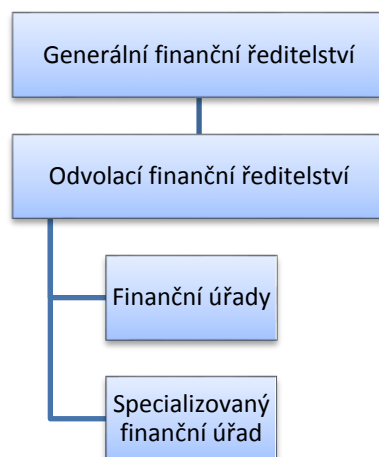 Generální finanční ředitelství
Odvolací finanční ředitelství
Finanční úřady
Specializovaný
finanční úřad